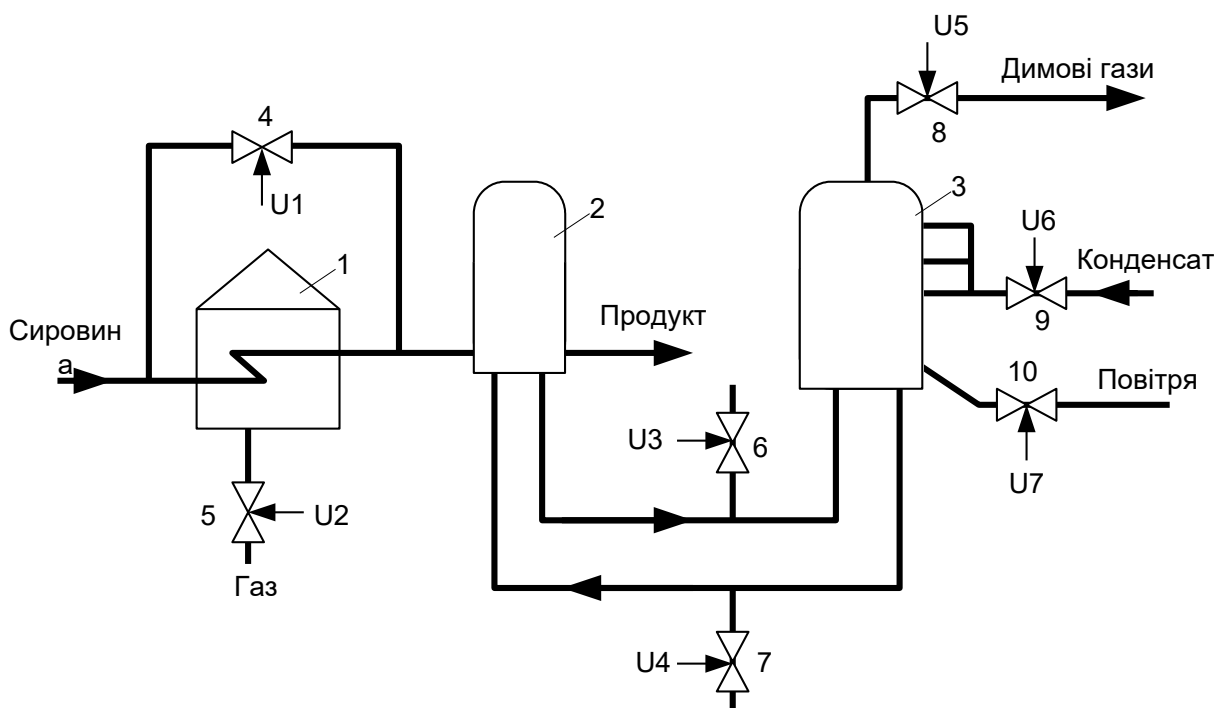 U5
Димові гази
8
4
U1
3
2
U6
1
Конденсат
9
Сировин
а
Продукт
10
Повітря
U3
6
U7
5
U2
Газ
U4
7